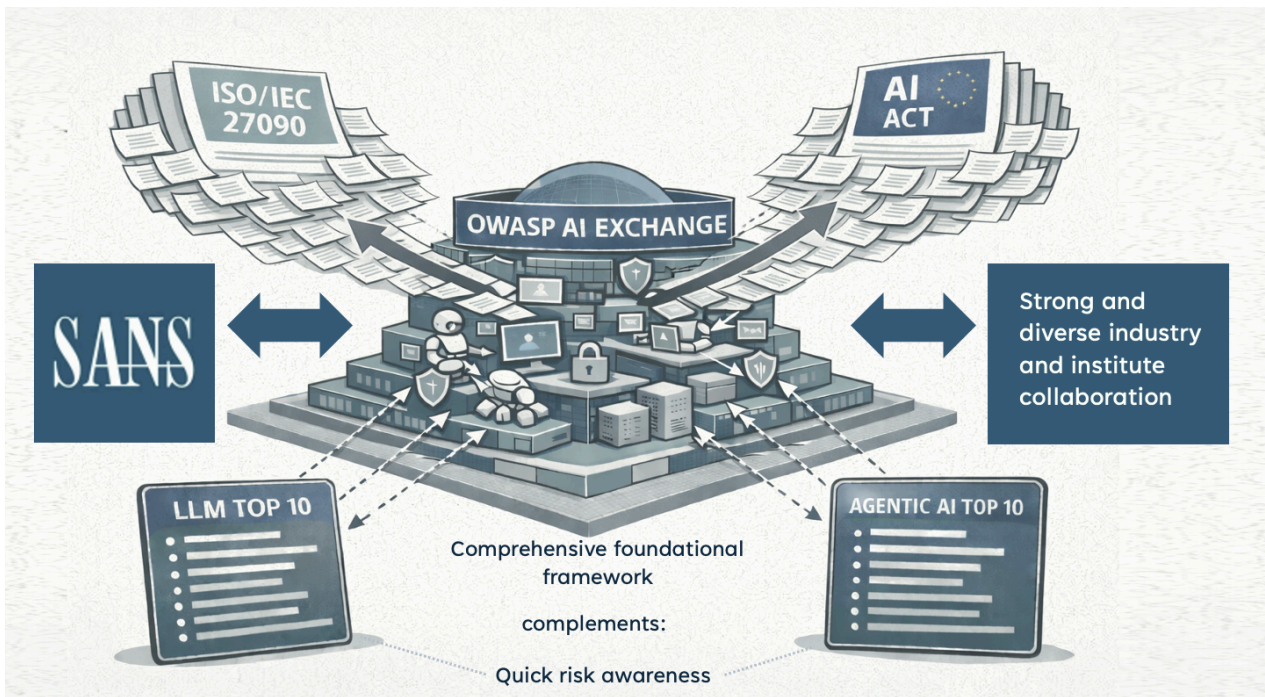 ISO/IEC
27090
AI
ACT
OWASP AI EXCHANGE
SANS
Strong and
diverse industry
and institute
collaboration
LLM TOP 10
AGENTIC AI TOP 10
Comprehensive foundational
framework
complements:
Quick risk awareness